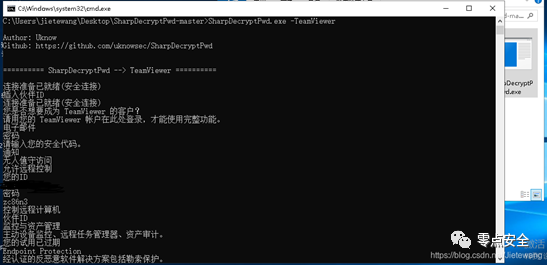 C:\Windows\system32\cmd.exe
C:\Users\jietewang\Desktop\SharpDecryptPwd-master>SharpDecryptPwd.exe -TeamViewer
Author: Uknow
Github: https://github.com/uknowsec/SharpDecryptPwd
========== SharpDecryptPwd --> TeamViewer ==========
连接准备已就绪(安全连接)
插入伙伴ID
连接准备已就绪(安全连接)
您是否想要成为 TeamViewer 的客户?
请用您的 TeamViewer 帐户在此处登录，才能使用完整功能。
电子邮件
密码
请输入您的安全代码。
通知
无人值守访问
允许远程控制
您的ID
密码
zc86n3
控制远程计算机
伙伴ID
监控与资产管理
主动设备监控、远程任务管理器、资产审计。
您的试用已过期
Endpoint Protection
经认证的反恶意软件解决方案包括勒索保护。
d-ma...
DecryptP
wd.exe
零点安全
https://blog.csdn.net/Jietewang